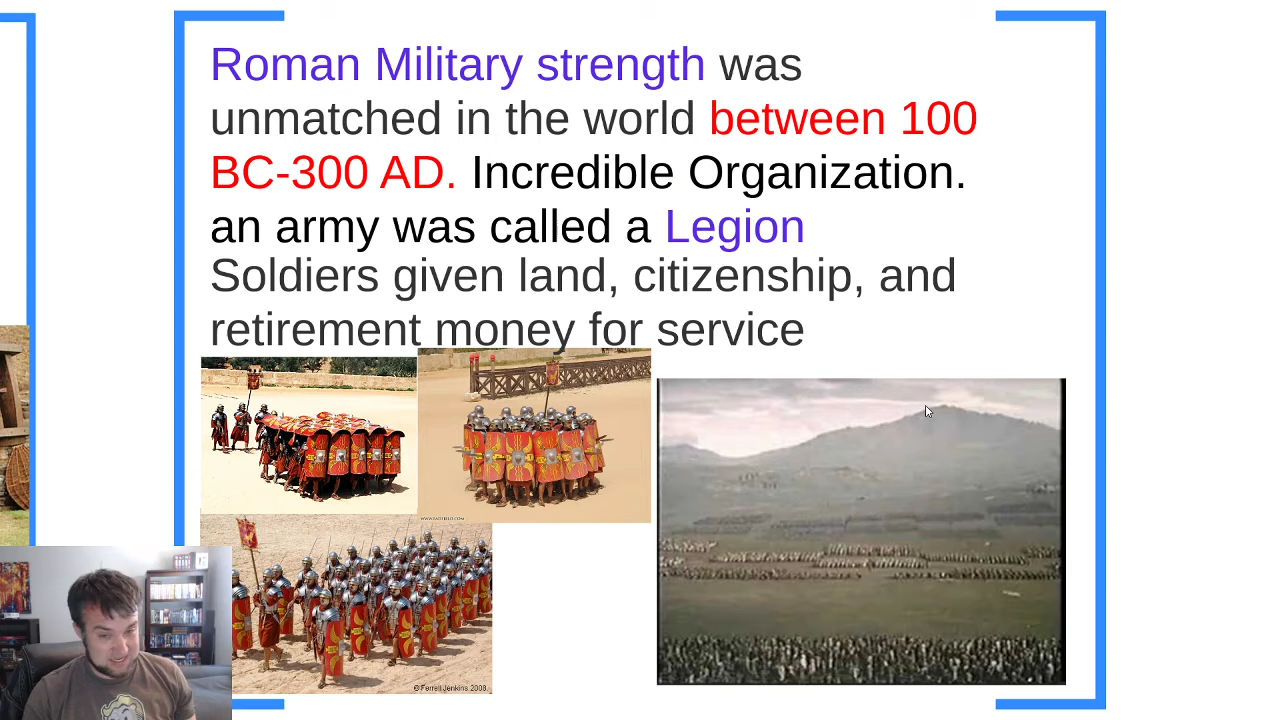 Roman Military strength was
unmatched in the world between 100
BC-300 AD. Incredible Organization.
an army was called a Legion
Soldiers given land, citizenship, and
retirement money for service
© Ferrell Jenkins 2008